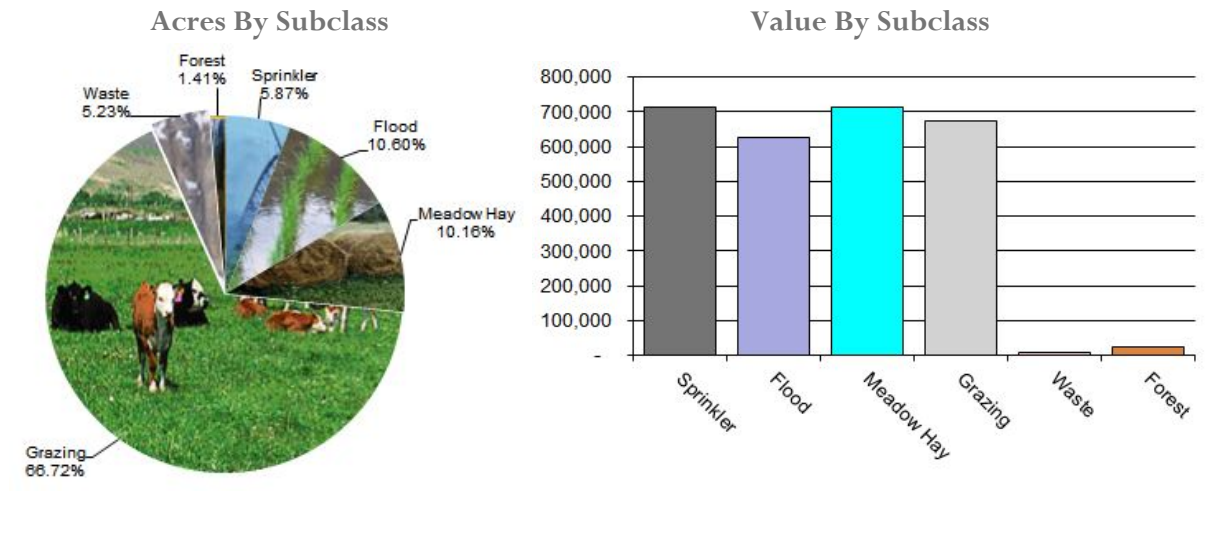 Acres By Subclass
Forest
1.41%
Sprinkler
5.87%
Waste
5.23%
Flood
10.60%
Meadow Hay
10.16%
Grazing
66.72%
Value By Subclass
800,000
700,000
600,000
500,000
400,000
300,000
200,000
100,000
-
Sprinkler
Flood
Meadow Hay
Grazing
Waste
Forest